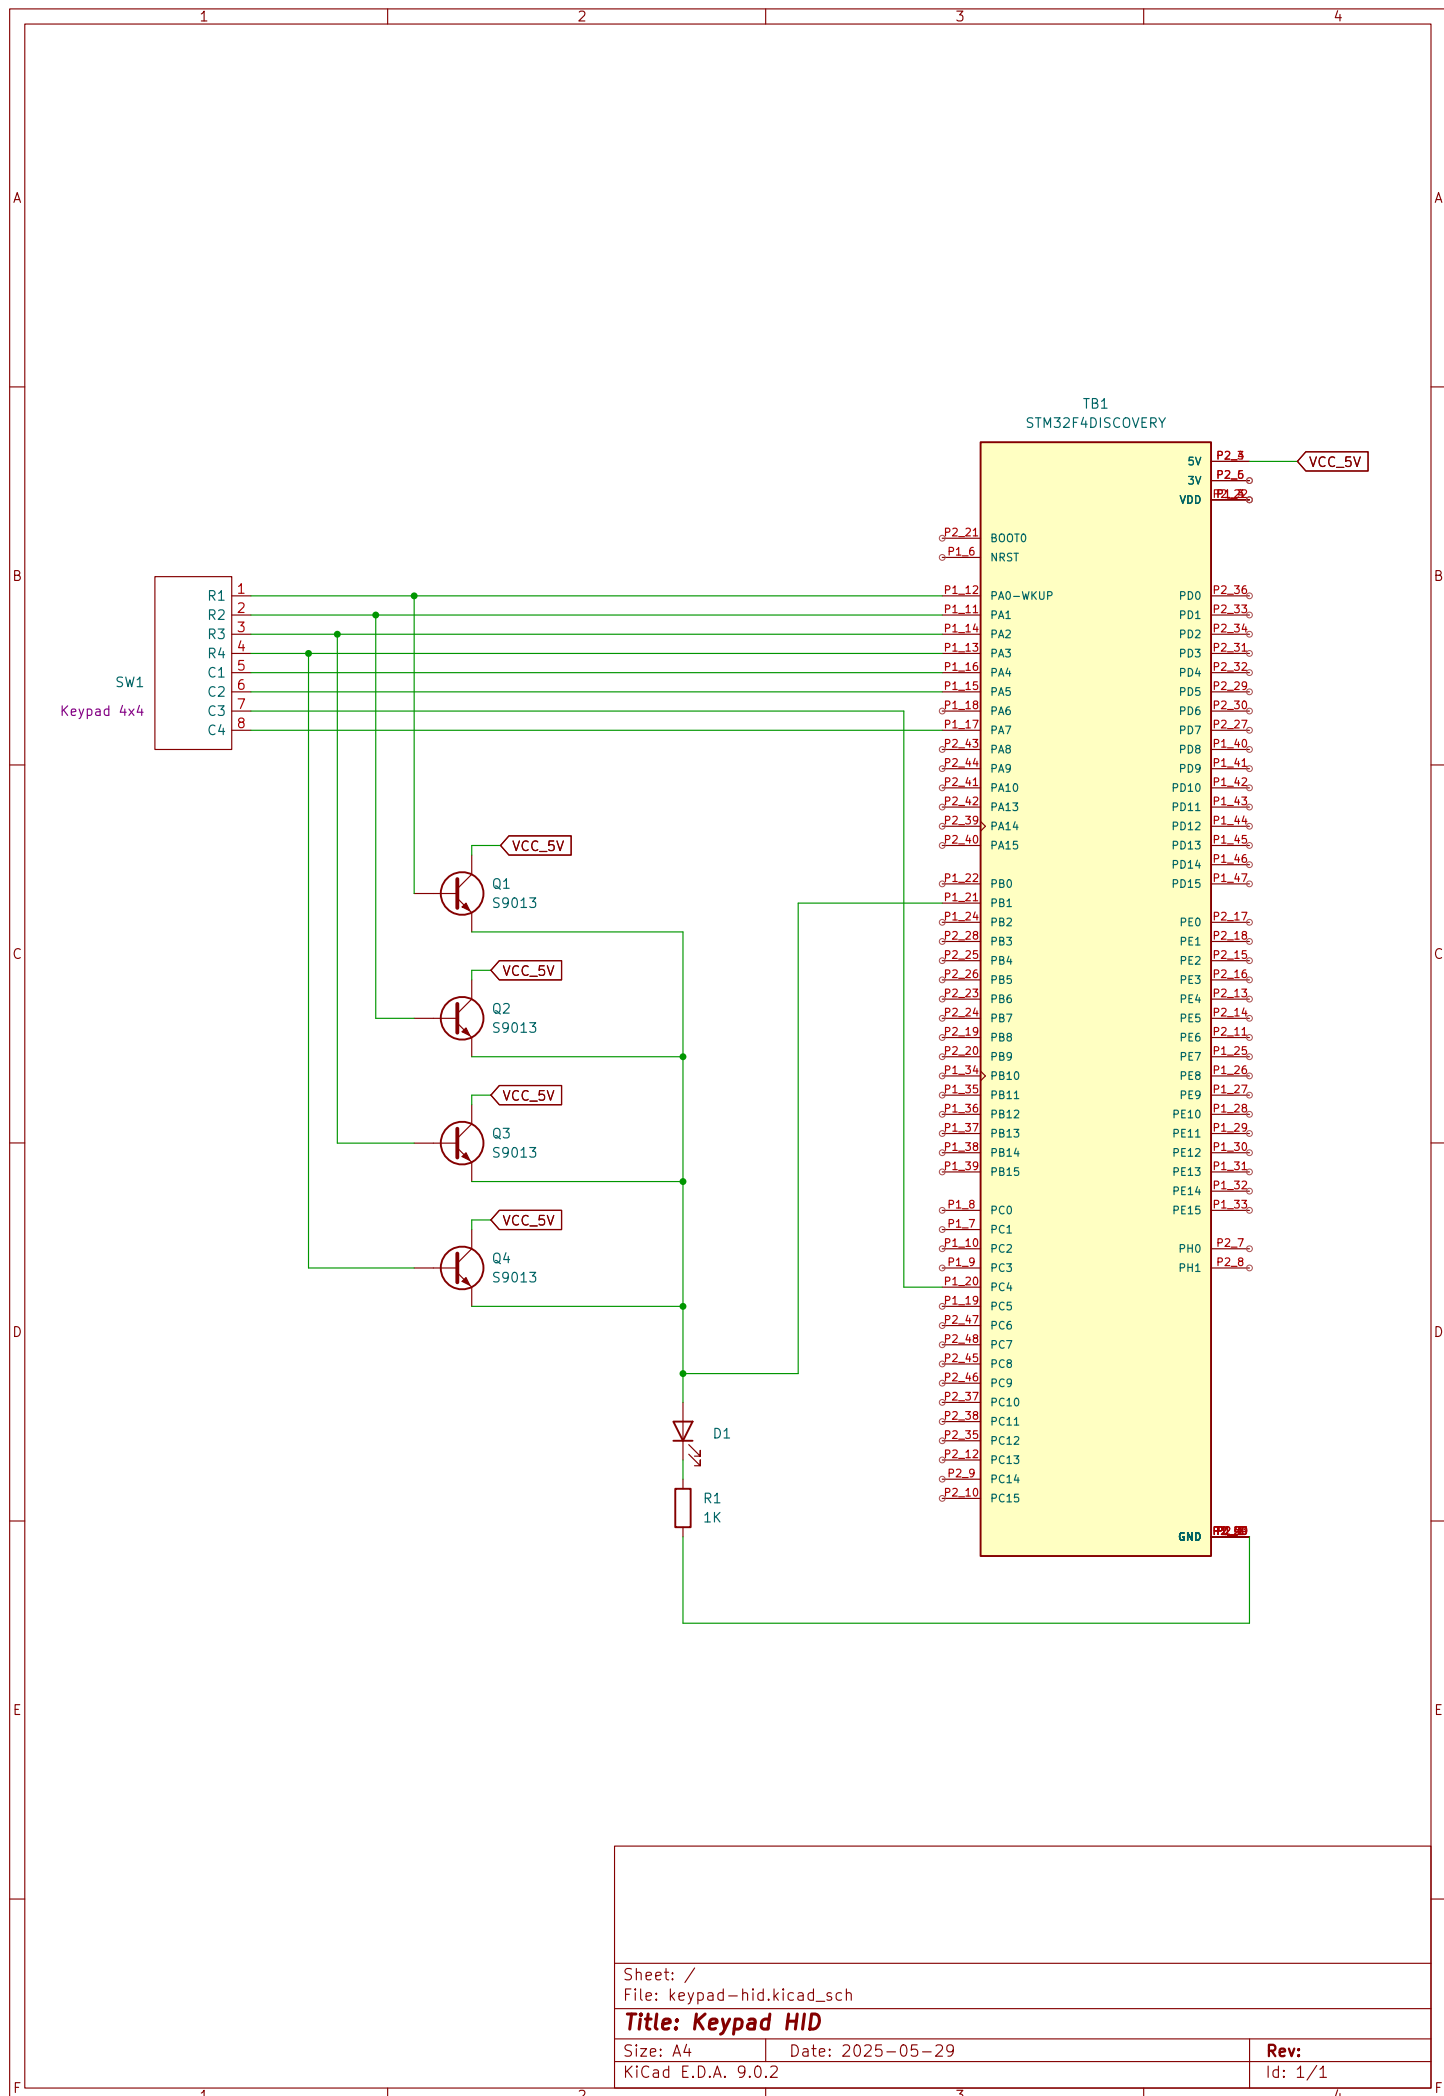 1 2 3 4
A A
TB1
STM32F4DISCOVERY
5V
VCC_5V
3V
VDD
P2_21 BOOT0
P1_6 NRST
B B
R1 1 P1_12 PA0-WKUP PD0 P2_36
R2 2 P1_11 PA1 PD1 P2_33
R3 3 P1_14 PA2 PD2 P2_34
R4 4 P1_13 PA3 PD3 P2_31
C1 5 P1_16 PA4 PD4 P2_32
SW1
C2 6 P1_15 PA5 PD5 P2_29
Keypad 4x4
C3 7 P1_18 PA6 PD6 P2_30
C4 8 P1_17 PA7 PD7 P2_27
P2_43 PA8 PD8 P1_40
P2_44 PA9 PD9 P1_41
P2_41 PA10 PD10 P1_42
P2_42 PA13 PD11 P1_43
P2_39 PA14 PD12 P1_44
VCC_5V P2_40 PA15 PD13 P1_45
PD14 P1_46
Q1 P1_22 PB0 PD15 P1_47
S9013 P1_21 PB1
P1_24 PB2 PE0 P2_17
P2_28 PB3 PE1 P2_18
C C
P2_25 PB4 PE2 P2_15
VCC_5V
P2_26 PB5 PE3 P2_16
P2_23 PB6 PE4 P2_13
Q2
P2_24 PB7 PE5 P2_14
S9013
P2_19 PB8 PE6 P2_11
P2_20 PB9 PE7 P1_25
P1_34 PB10 PE8 P1_26
VCC_5V P1_35 PB11 PE9 P1_27
P1_36 PB12 PE10 P1_28
Q3 P1_37 PB13 PE11 P1_29
S9013 P1_38 PB14 PE12 P1_30
P1_39 PB15 PE13 P1_31
PE14 P1_32
P1_8 PC0 PE15 P1_33
VCC_5V
P1_7 PC1
P1_10 PC2 PH0 P2_7
Q4
P1_9 PC3 PH1 P2_8
S9013
P1_20 PC4
P1_19 PC5
P2_47 PC6
D D
P2_48 PC7
P2_45 PC8
P2_46 PC9
P2_37 PC10
P2_38 PC11
D1
P2_35 PC12
P2_12 PC13
P2_9 PC14
R1
P2_10 PC15
1K
GND
E E
Sheet: /
File: keypad-hid.kicad_sch
Title: Keypad HID
Size: A4 Date: 2025-05-29 Rev:
KiCad E.D.A. 9.0.2 Id: 1/1
F F
1 2 3 4